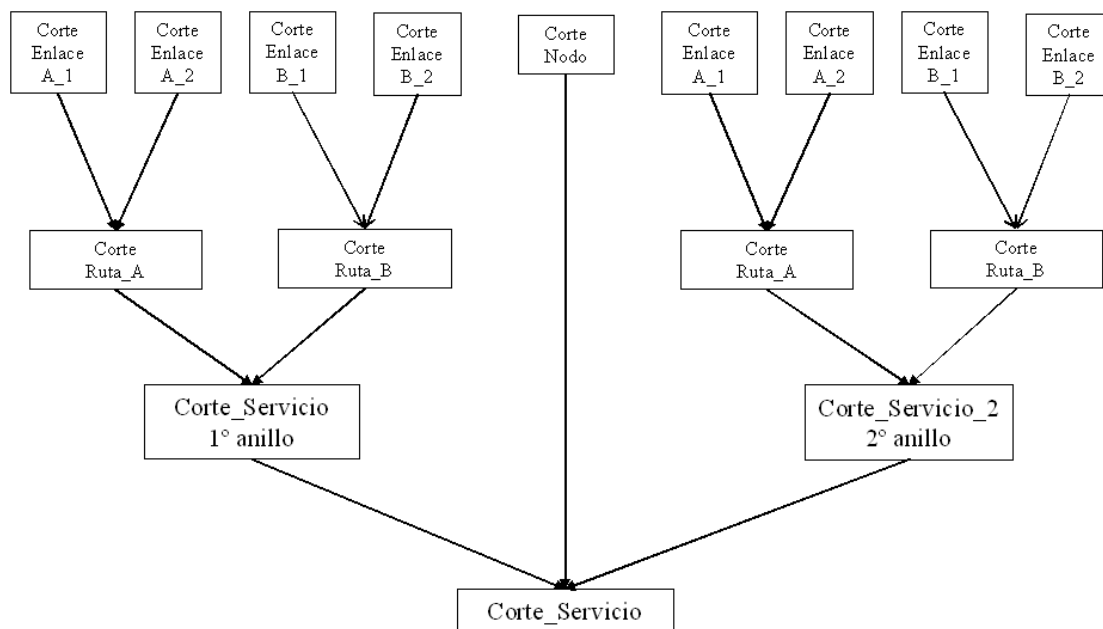 Corte
Enlace
A_1
Corte
Enlace
A_2
Corte
Enlace
B_1
Corte
Enlace
B_2
Corte
Nodo
Corte
Enlace
A_1
Corte
Enlace
A_2
Corte
Enlace
B_1
Corte
Enlace
B_2
Corte
Ruta_A
Corte
Ruta_B
Corte
Ruta_A
Corte
Ruta_B
Corte_Servicio
1° anillo
Corte_Servicio_2
2° anillo
Corte_Servicio